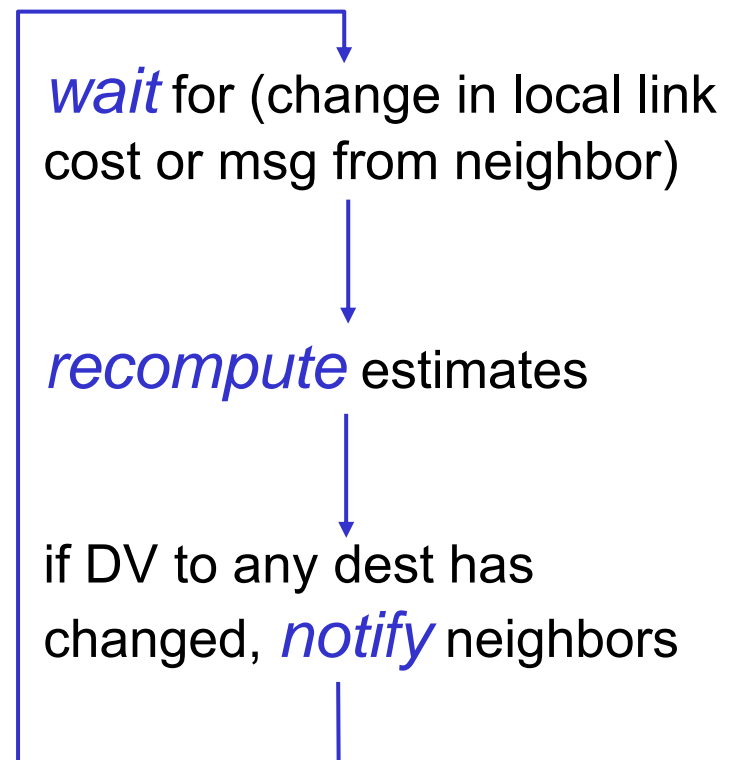 wait for (change in local link
cost or msg from neighbor)
recompute estimates
if DV to any dest has
changed, notify neighbors